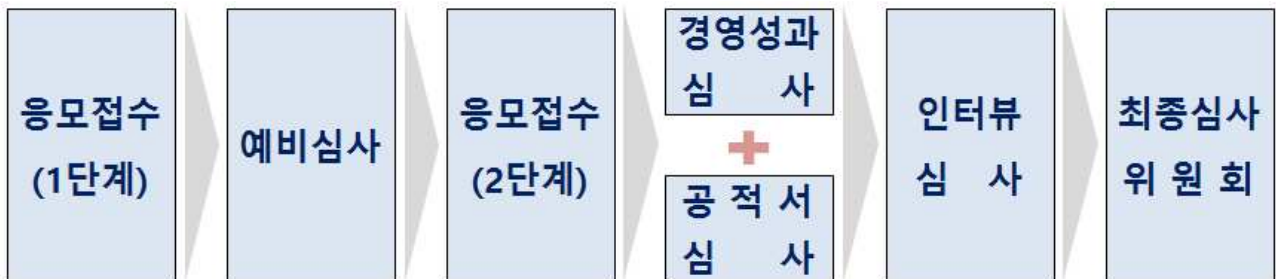 응모접수
(1단계)
예비심사
응모접수
(2단계)
경영성과
심 사
공 적 서
심 사
인터뷰
심 사
최종심사
위 원 회